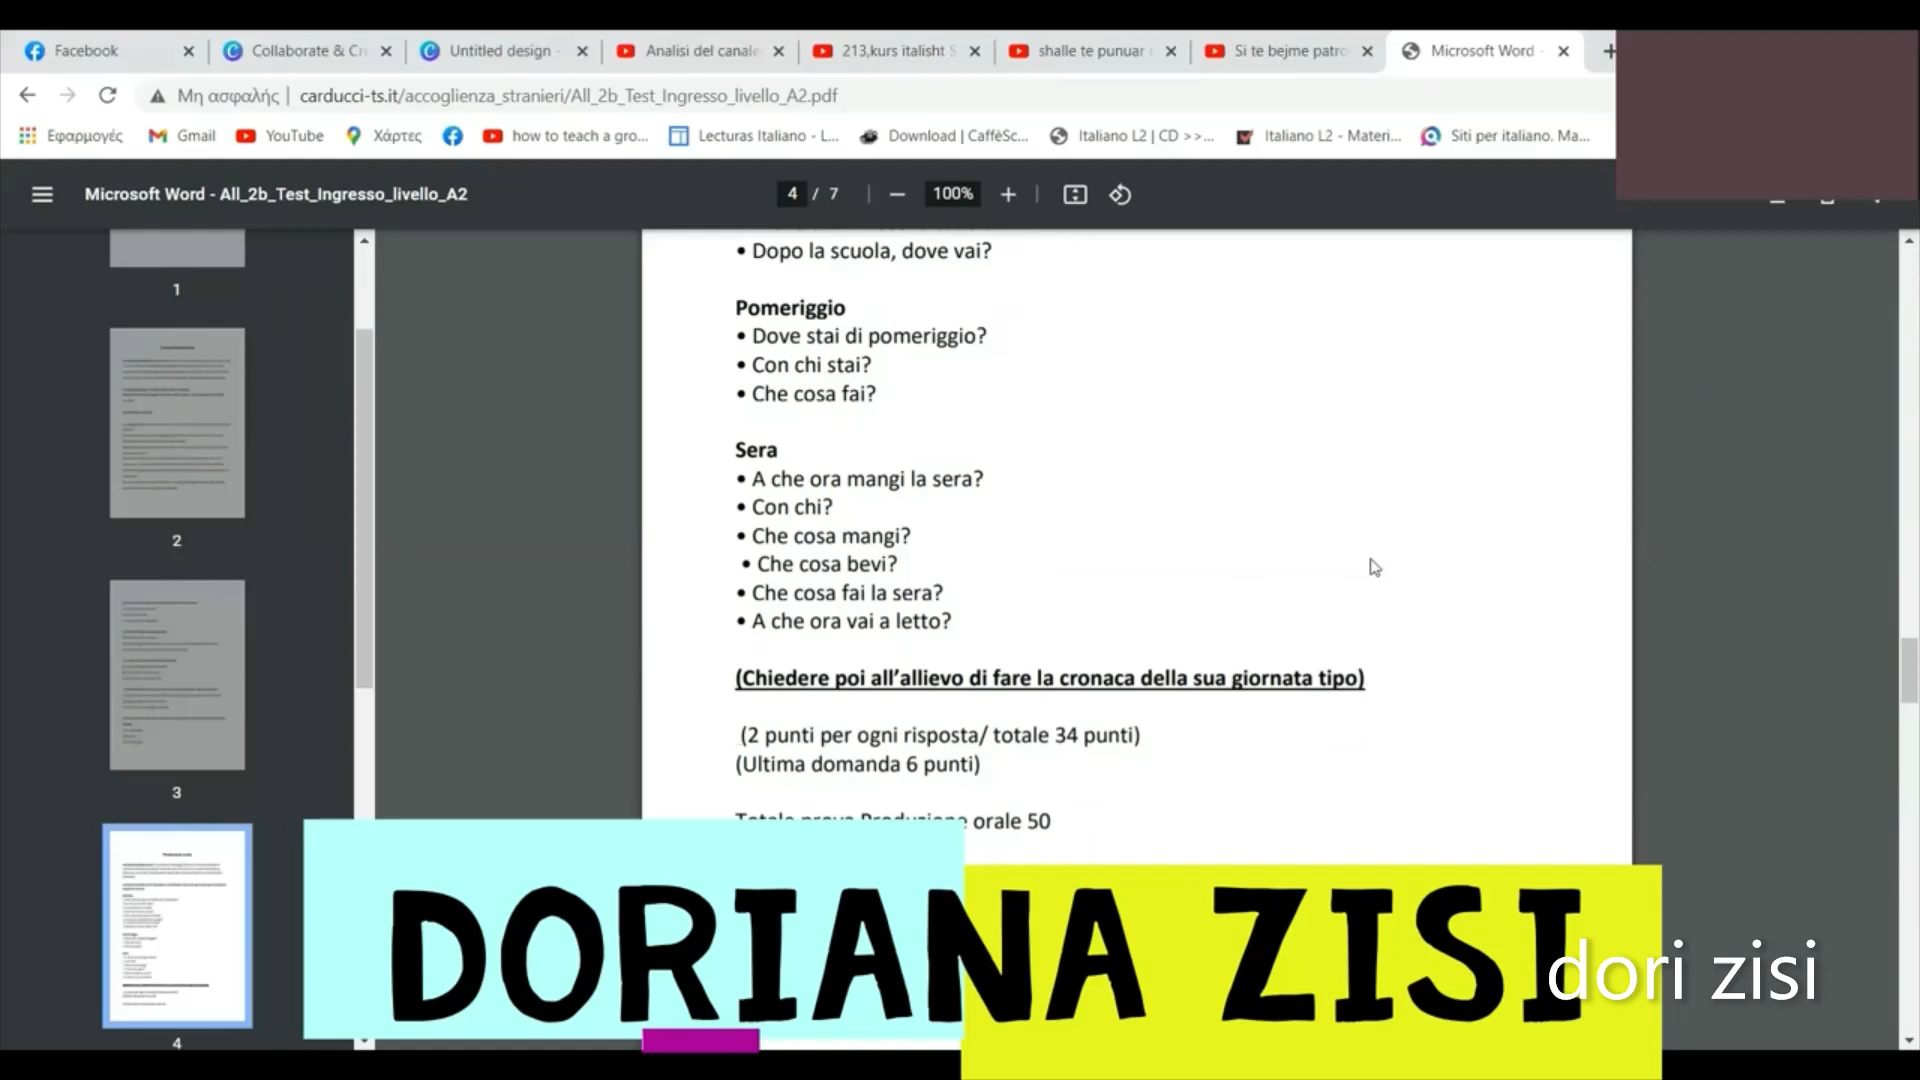 Facebook
Collaborate & Cr
Untitled design -
Analisi del canale
213,kurs italisht S
shalle te punuar
Si te bejme patro
Microsoft Word -
Μη ασφαλής | carducci-ts.it/accoglienza_stranieri/All_2b_Test_Ingresso_livello_A2.pdf
Εφαρμογές
Gmail
YouTube
Χάρτες
how to teach a gro...
Lecturas Italiano - L...
Download | CaffèSc...
Italiano L2 | CD >>...
Italiano L2 - Materi...
Siti per italiano. Ma...
Microsoft Word - All_2b_Test_Ingresso_livello_A2
4 / 7
100%
1
2
3
4
• Dopo la scuola, dove vai?
Pomeriggio
• Dove stai di pomeriggio?
• Con chi stai?
• Che cosa fai?
Sera
• A che ora mangi la sera?
• Con chi?
• Che cosa mangi?
• Che cosa bevi?
• Che cosa fai la sera?
• A che ora vai a letto?
(Chiedere poi all’allievo di fare la cronaca della sua giornata tipo)
(2 punti per ogni risposta/ totale 34 punti)
(Ultima domanda 6 punti)
Totale prova Produzione orale 50
DORIANA ZISI
dori zisi